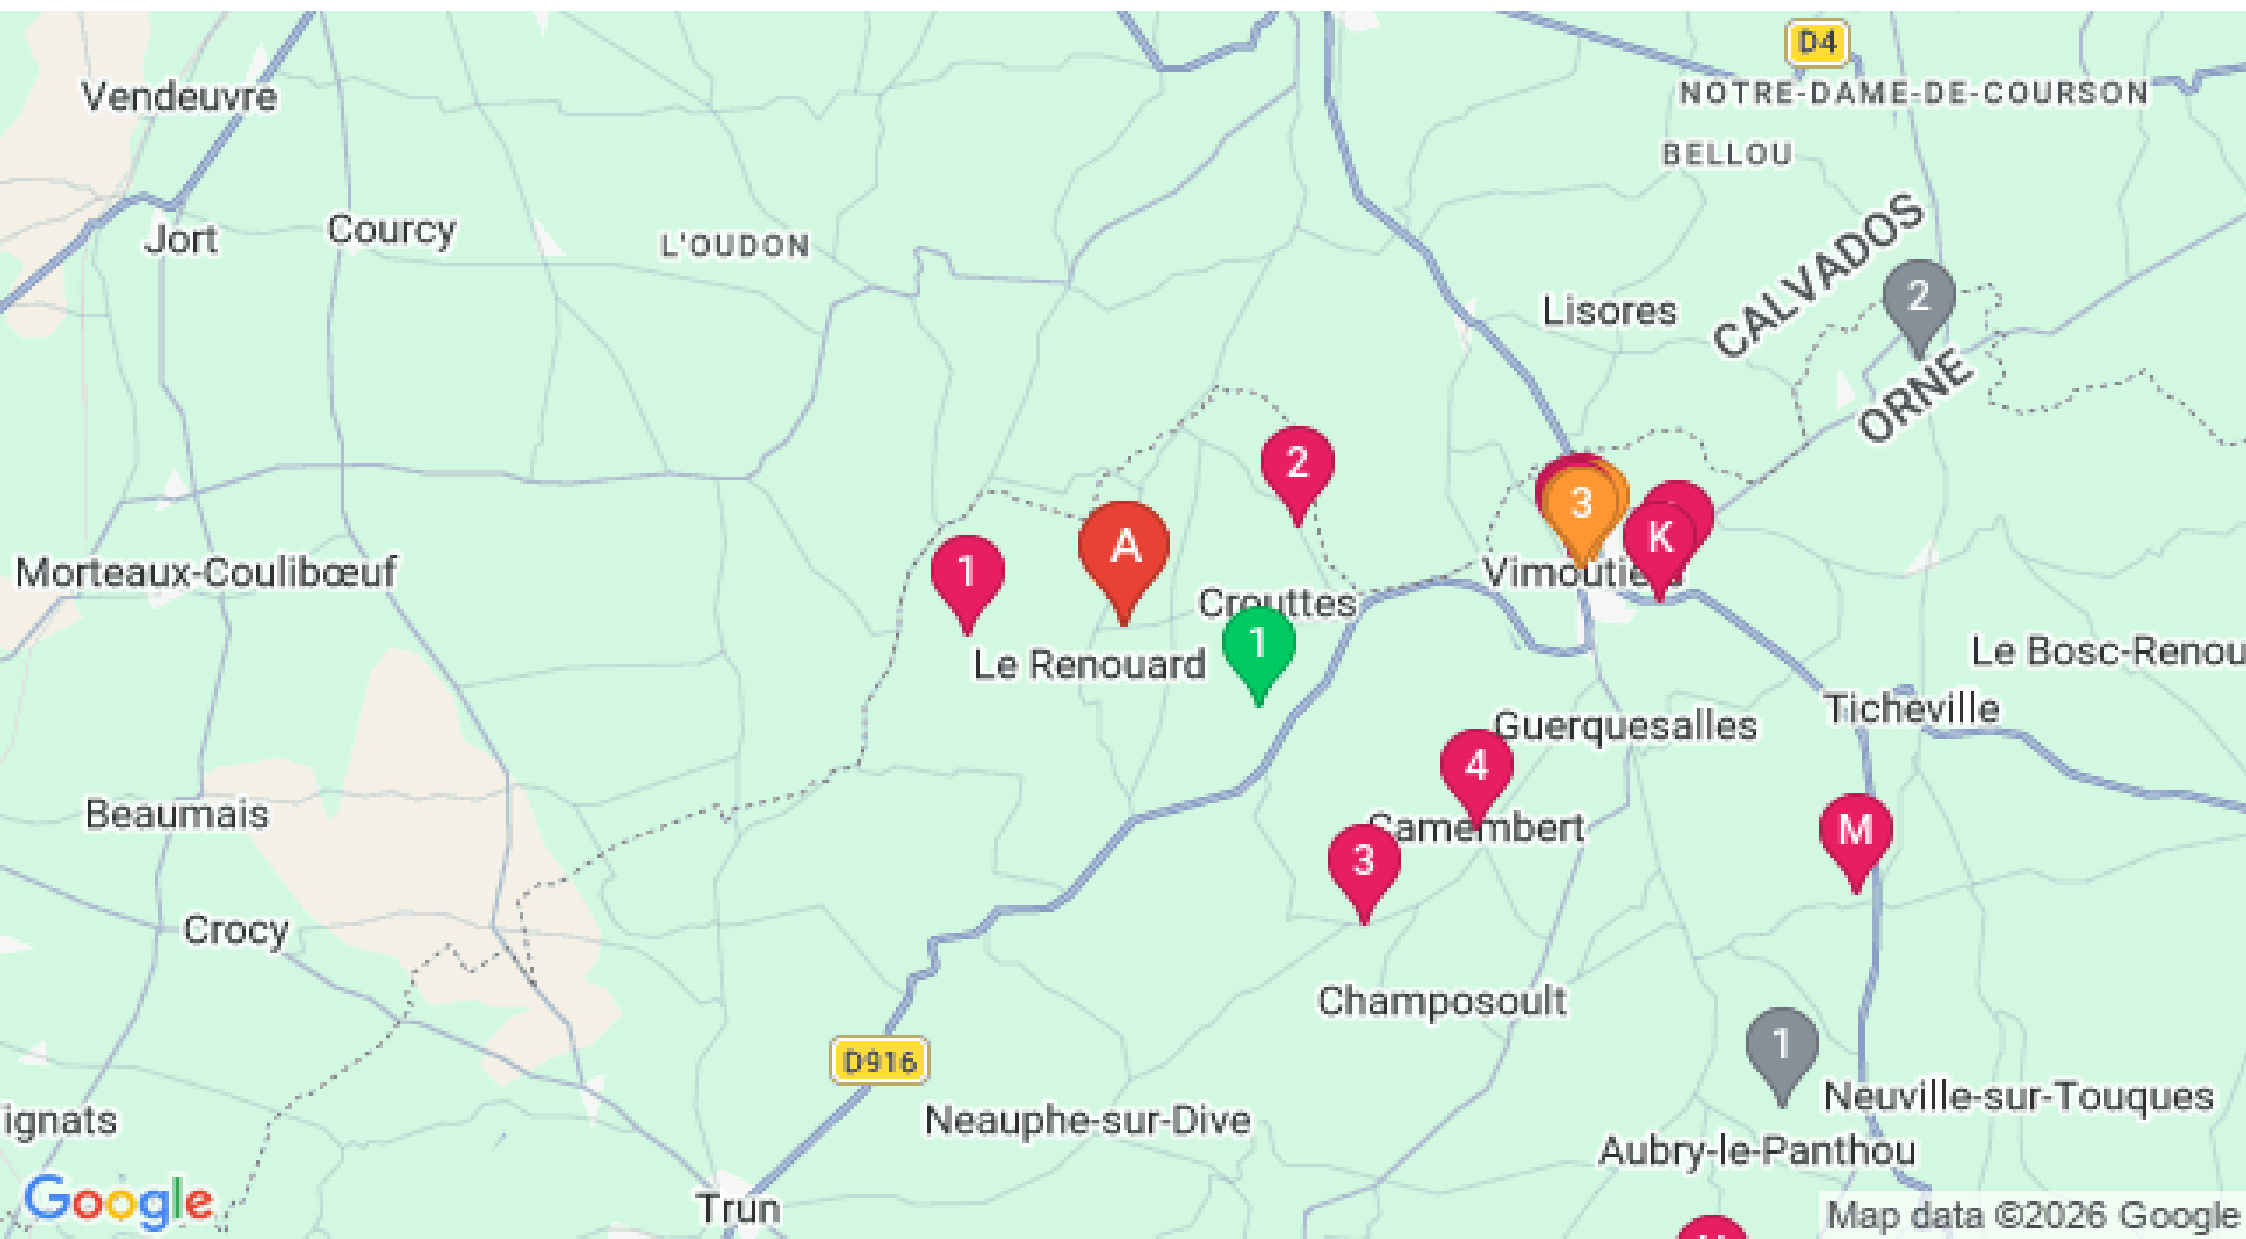 D4
Vendeuvre
NOTRE-DAME-DE-COURSON
BELLOU
Jort
Courcy
L'OUDON
CALVADOS
2
Lisores
ORNE
2
3
K
A
1
Morteaux-Coulibœuf
Vimoutiers
Crouttes
1
Le Renouard
Le Bosc-Renou
Ticheville
Guerquesalles
4
Beaumais
Camembert
M
3
Crocy
Champosoult
1
D916
Neuville-sur-Touques
ignats
Neauphe-sur-Dive
Aubry-le-Panthou
Google
Trun
Map data ©2026 Google